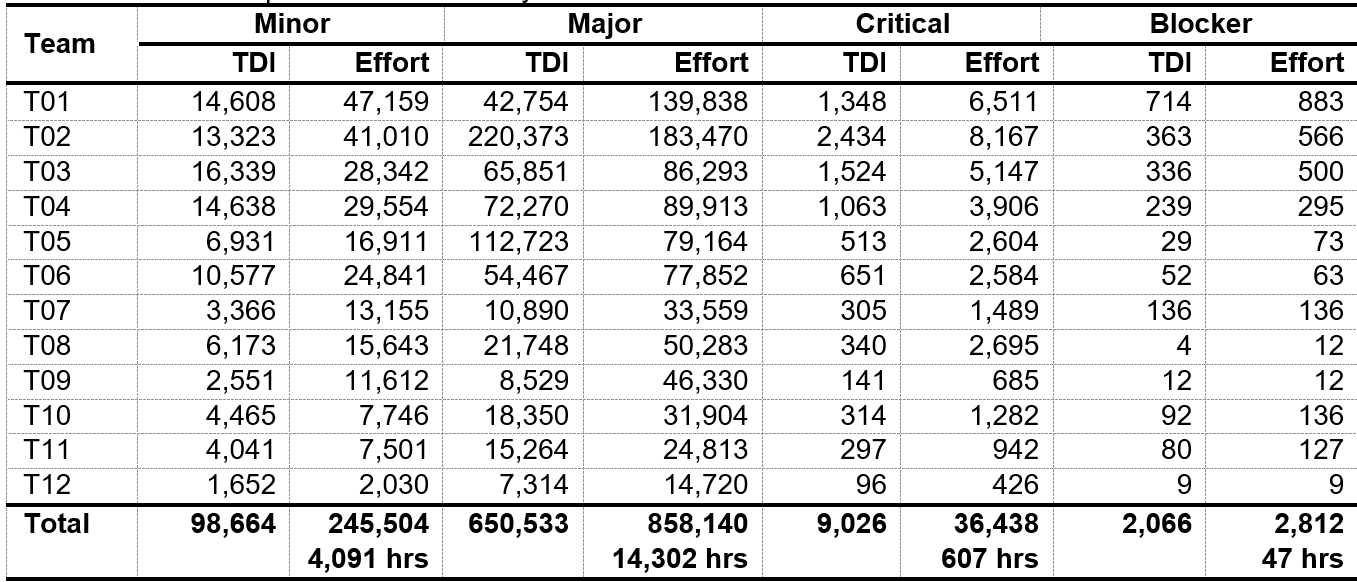 Minor Major Critical Blocker
Team
TDI Effort TDI Effort TDI Effort TDI Effort
T01 14,608 47,159 42,754 139,838 1,348 6,511 714 883
T02 13,323 41,010 220,373 183,470 2,434 8,167 363 566
T03 16,339 28,342 65,851 86,293 1,524 5,147 336 500
T04 14,638 29,554 72,270 89,913 1,063 3,906 239 295
T05 6,931 16,911 112,723 79,164 513 2,604 29 73
T06 10,577 24,841 54,467 77,852 651 2,584 52 63
T07 3,366 13,155 10,890 33,559 305 1,489 136 136
T08 6,173 15,643 21,748 50,283 340 2,695 4 12
T09 2,551 11,612 8,529 46,330 141 685 12 12
T10 4,465 7,746 18,350 31,904 314 1,282 92 136
T11 4,041 7,501 15,264 24,813 297 942 80 127
T12 1,652 2,030 7,314 14,720 96 426 9 9
Total 98,664 245,504 650,533 858,140 9,026 36,438 2,066 2,812
4,091 hrs 14,302 hrs 607 hrs 47 hrs